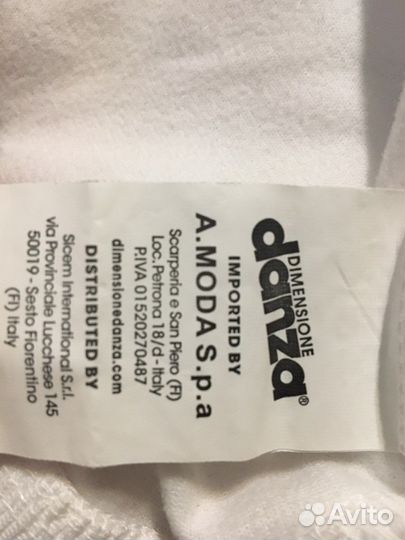 DIMENSIONE
danza®
IMPORTED BY
A.MODA S.p.a
Scarperia e San Piero (FI)
Loc. Petrona 18/d - Italy
P.IVA 01520270487
dimensionedanza.com
DISTRIBUTED BY
Sicem International S.r.l.
via Provinciale Lucchese 145
50019 - Sesto Fiorentino
(FI) Italy
Avito